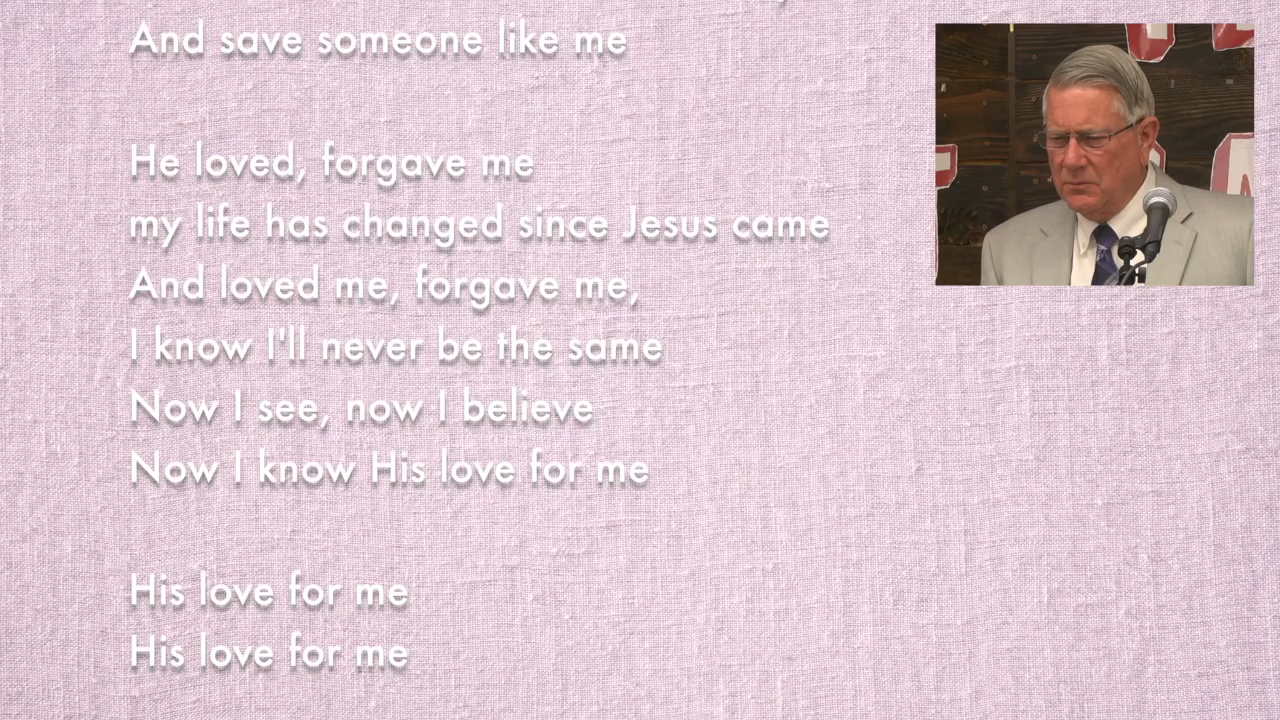 And save someone like me
He loved, forgave me
my life has changed since Jesus came
And loved me, forgave me,
I know I'll never be the same
Now I see, now I believe
Now I know His love for me
His love for me
His love for me